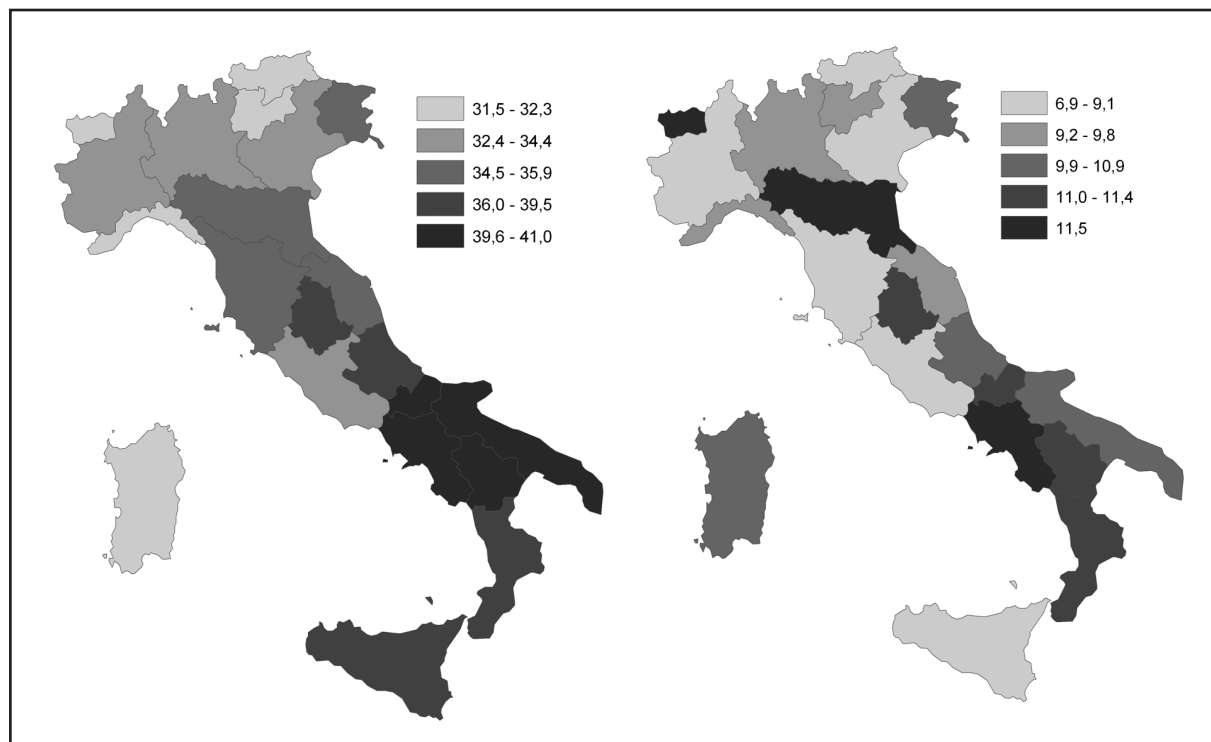 31,5 - 32,3
32,4 - 34,4
34,5 - 35,9
36,0 - 39,5
39,6 - 41,0
6,9 - 9,1
9,2 - 9,8
9,9 - 10,9
11,0 - 11,4
11,5